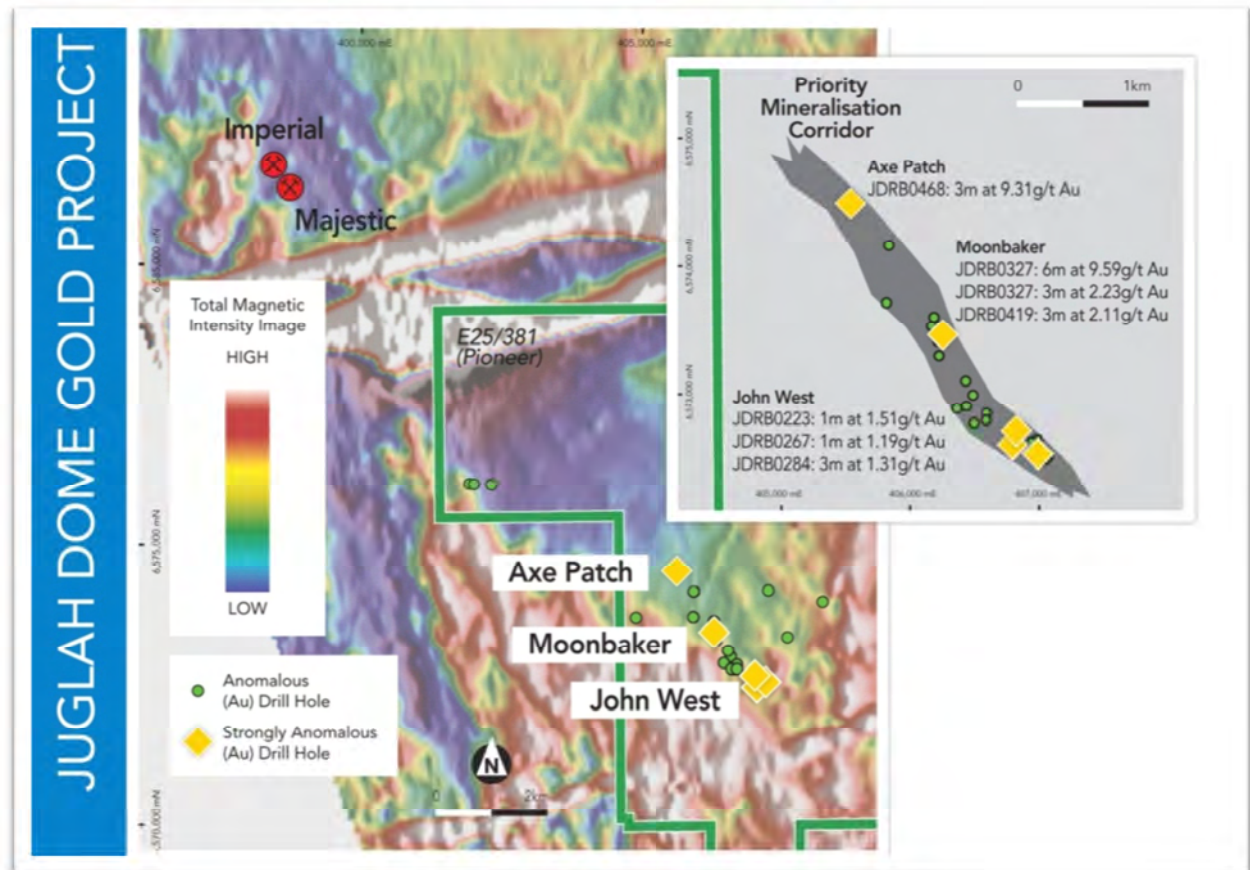 JUGLAH DOME GOLD PROJECT
400,000 mE
405,000 mE
Imperial
Majestic
6,575,000 mN
Total Magnetic
Intensity Image
HIGH
LOW
E25/381
(Pioneer)
Axe Patch
Moonbaker
John West
Anomalous
(Au) Drill Hole
Strongly Anomalous
(Au) Drill Hole
N
0
2km
Priority
Mineralisation
Corridor
0
1km
6,575,000 mN
6,574,000 mN
6,573,000 mN
Axe Patch
JDRB0468: 3m at 9.31g/t Au
Moonbaker
JDRB0327: 6m at 9.59g/t Au
JDRB0327: 3m at 2.23g/t Au
JDRB0419: 3m at 2.11g/t Au
John West
JDRB0223: 1m at 1.51g/t Au
JDRB0267: 1m at 1.19g/t Au
JDRB0284: 3m at 1.31g/t Au
405,000 mE
406,000 mE
407,000 mE